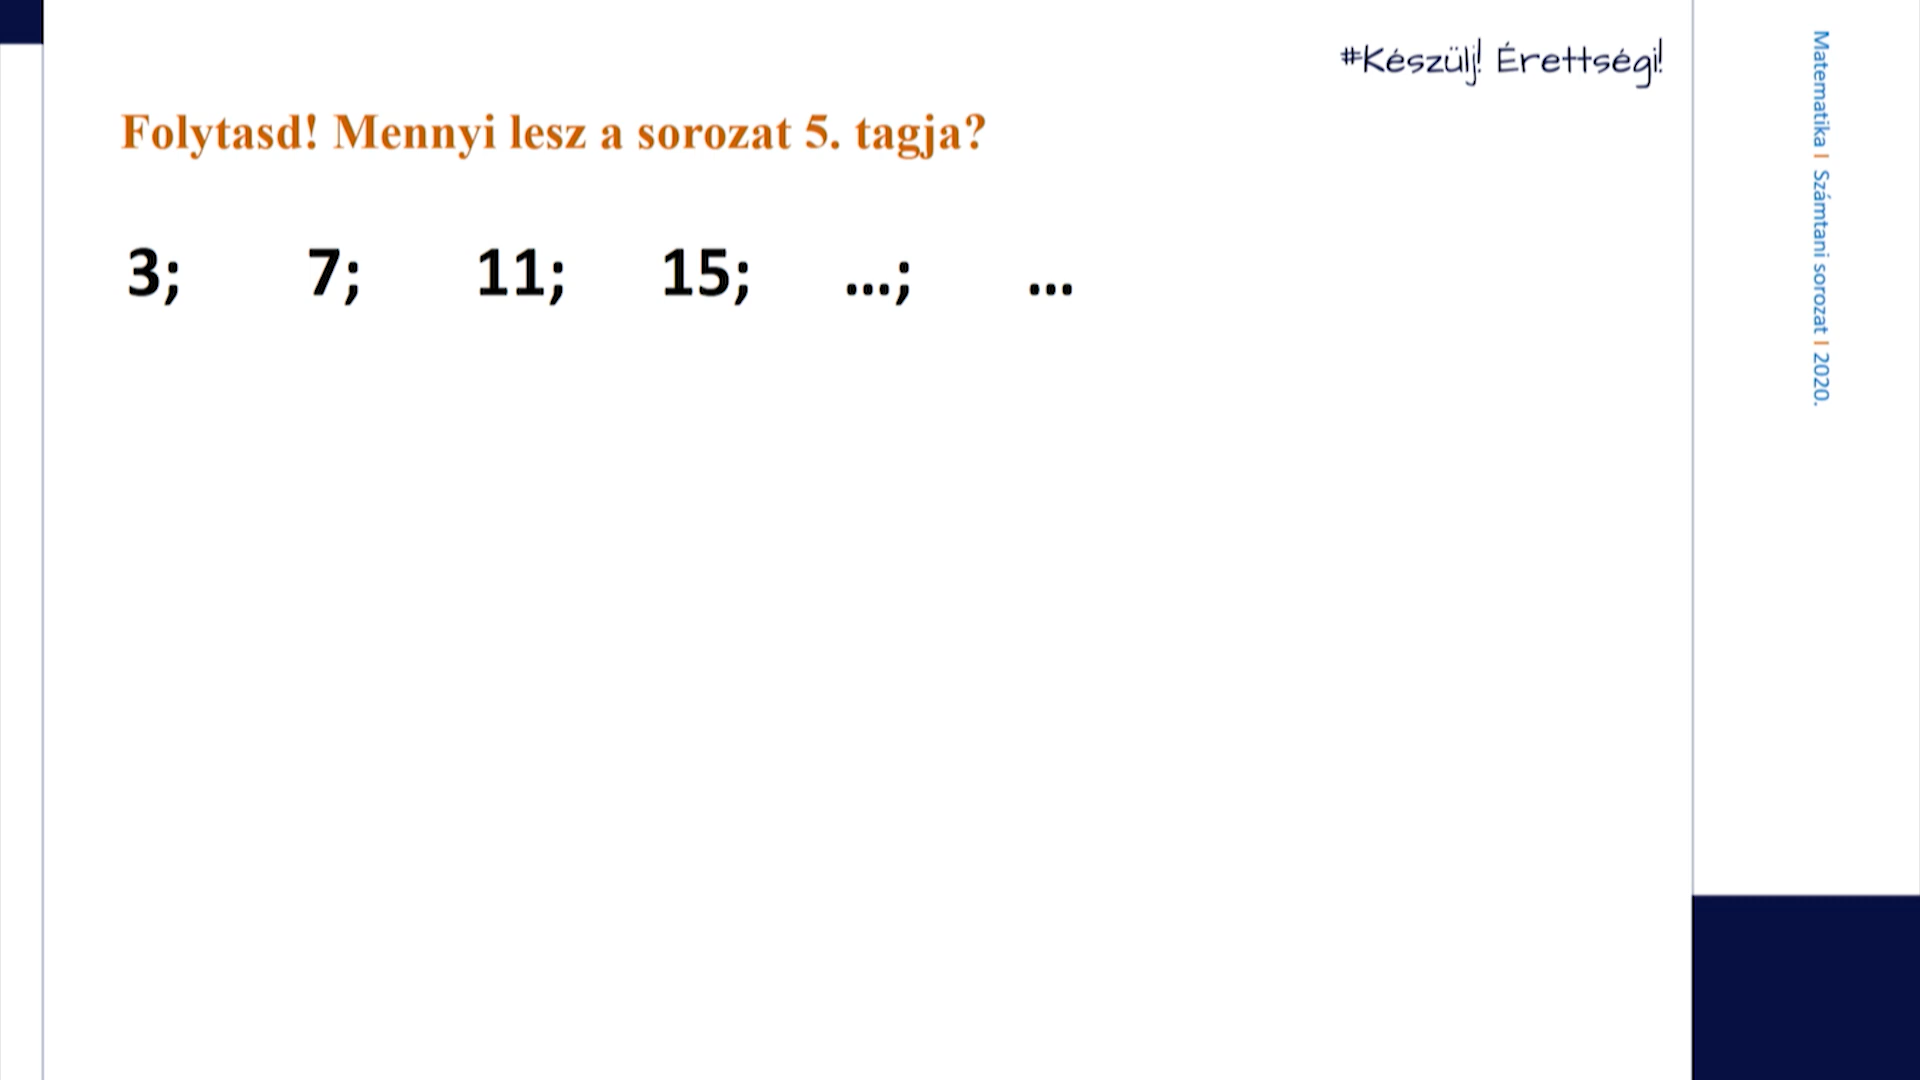 #Készülj! Érettségi!
Folytasd! Mennyi lesz a sorozat 5. tagja?
3; 7; 11; 15; ...; ...
Matematika I Számtani sorozat I 2020.